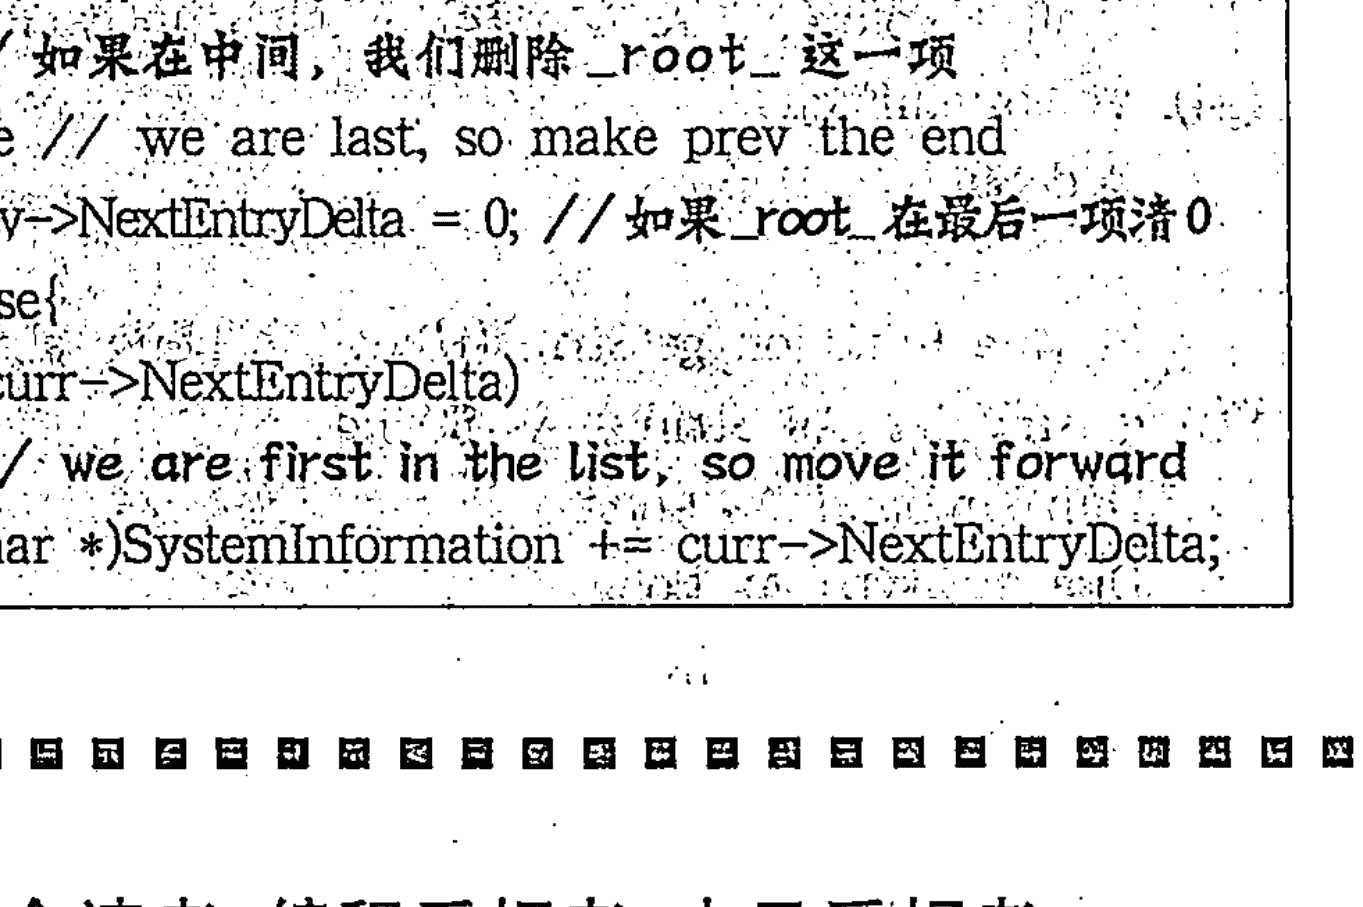 / 如果在中间，我们删除_root_这一项
e // we are last, so make prev the end
v->NextEntryDelta = 0; //如果_root_在最后一项清0
se{
curr->NextEntryDelta)
/ we are first in the list, so move it forward
har *)SystemInformation += curr->NextEntryDelta;